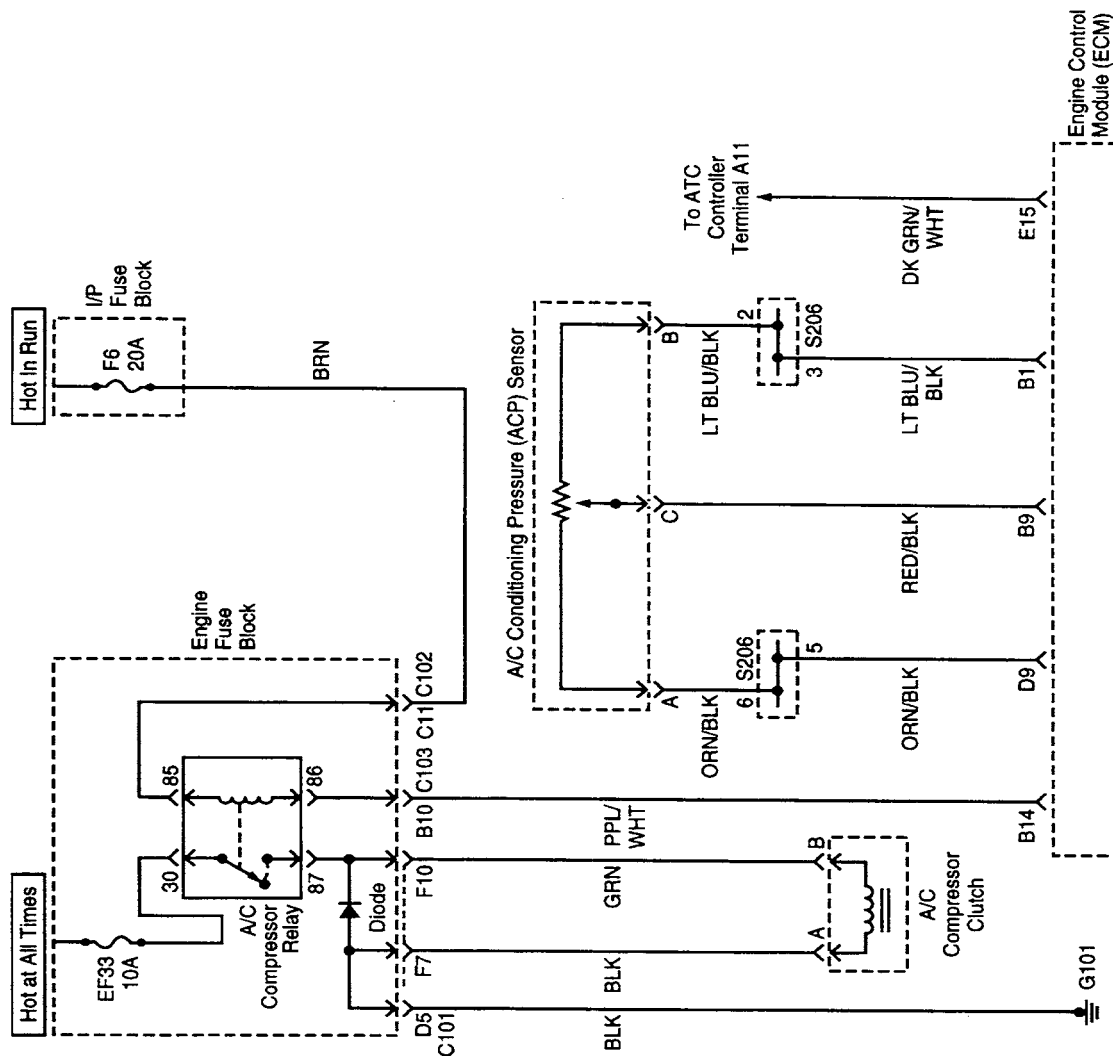 Hot at All Times
Hot In Run
EF33
10A
I/P
Fuse
Block
F6
20A
Engine
Fuse
Block
30
85
A/C
Compressor
Relay
87
86
Diode
BRN
D5
F7
F10
B10
C103
C11
C102
C101
A/C Conditioning Pressure (ACP) Sensor
A
C
B
BLK
BLK
GRN
PPL/
WHT
ORN/BLK
6
S206
5
ORN/BLK
RED/BLK
LT BLU/BLK
2
S206
3
LT BLU/
BLK
To ATC
Controller
Terminal A11
DK GRN/
WHT
A
B
A/C
Compressor
Clutch
G101
B14
D9
B9
B1
E15
Engine Control
Module (ECM)